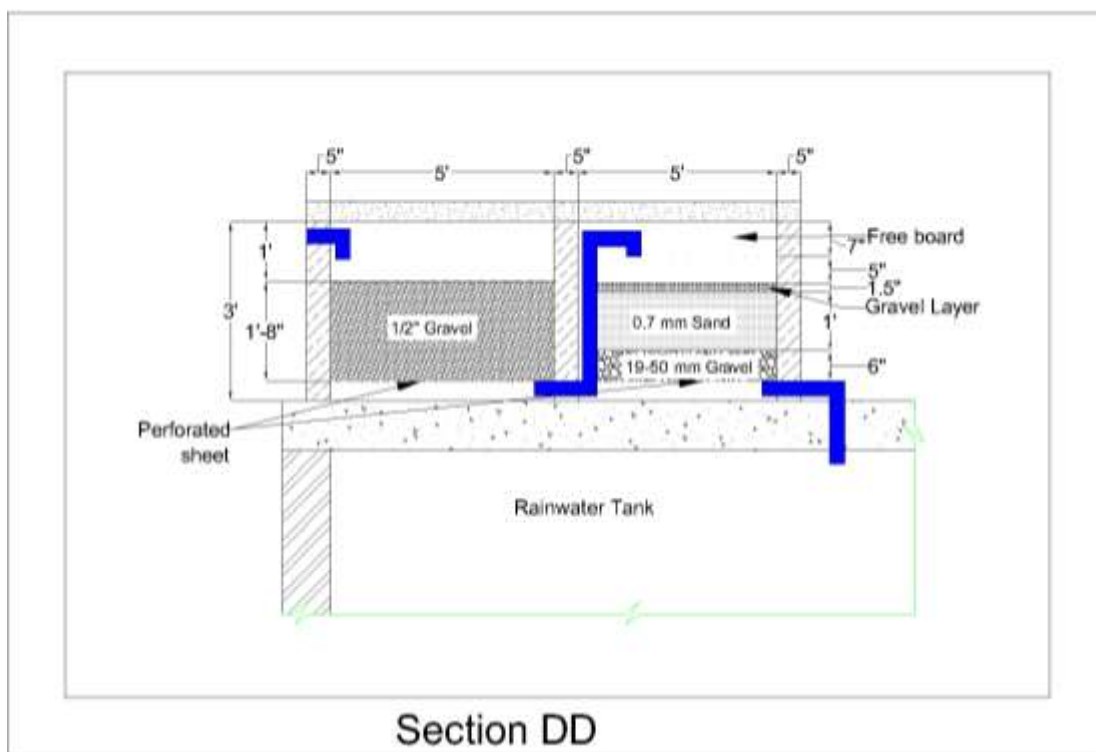 5"
5'
5"
5'
5"
1'
3'
1'-8"
1/2" Gravel
Free board
7"
5"
1.5"
Gravel Layer
0.7 mm Sand
1'
19-50 mm Gravel
6"
Perforated
sheet
Rainwater Tank
Section DD